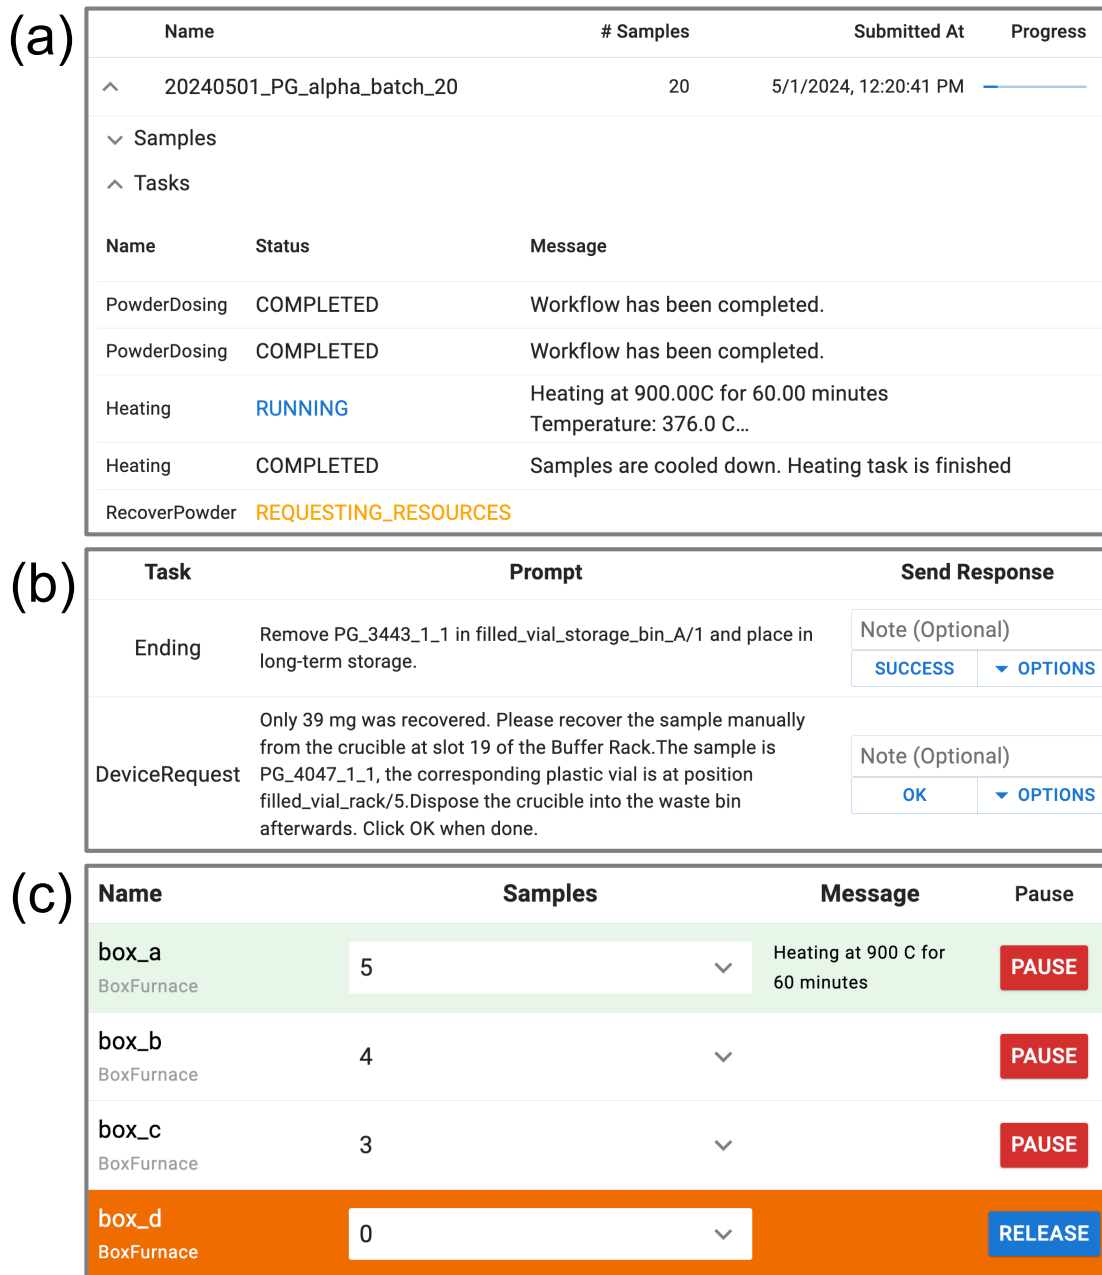 (a)
Name # Samples Submitted At Progress
20240501_PG_alpha_batch_20 20 5/1/2024, 12:20:41 PM
Samples
Tasks
Name Status Message
PowderDosing COMPLETED Workflow has been completed.
PowderDosing COMPLETED Workflow has been completed.
Heating RUNNING Heating at 900.00C for 60.00 minutes
Temperature: 376.0 C...
Heating COMPLETED Samples are cooled down. Heating task is finished
RecoverPowder REQUESTING_RESOURCES
(b)
Task Prompt Send Response
Ending
Remove PG_3443_1_1 in filled_vial_storage_bin_A/1 and place in
long-term storage.
Note (Optional)
SUCCESS OPTIONS
DeviceRequest
Only 39 mg was recovered. Please recover the sample manually
from the crucible at slot 19 of the Buffer Rack.The sample is
PG_4047_1_1, the corresponding plastic vial is at position
filled_vial_rack/5.Dispose the crucible into the waste bin
afterwards. Click OK when done.
Note (Optional)
OK OPTIONS
(c)
Name Samples Message Pause
box_a
BoxFurnace
5
Heating at 900 C for
60 minutes
PAUSE
box_b
BoxFurnace
4
PAUSE
box_c
BoxFurnace
3
PAUSE
box_d
BoxFurnace
0
RELEASE